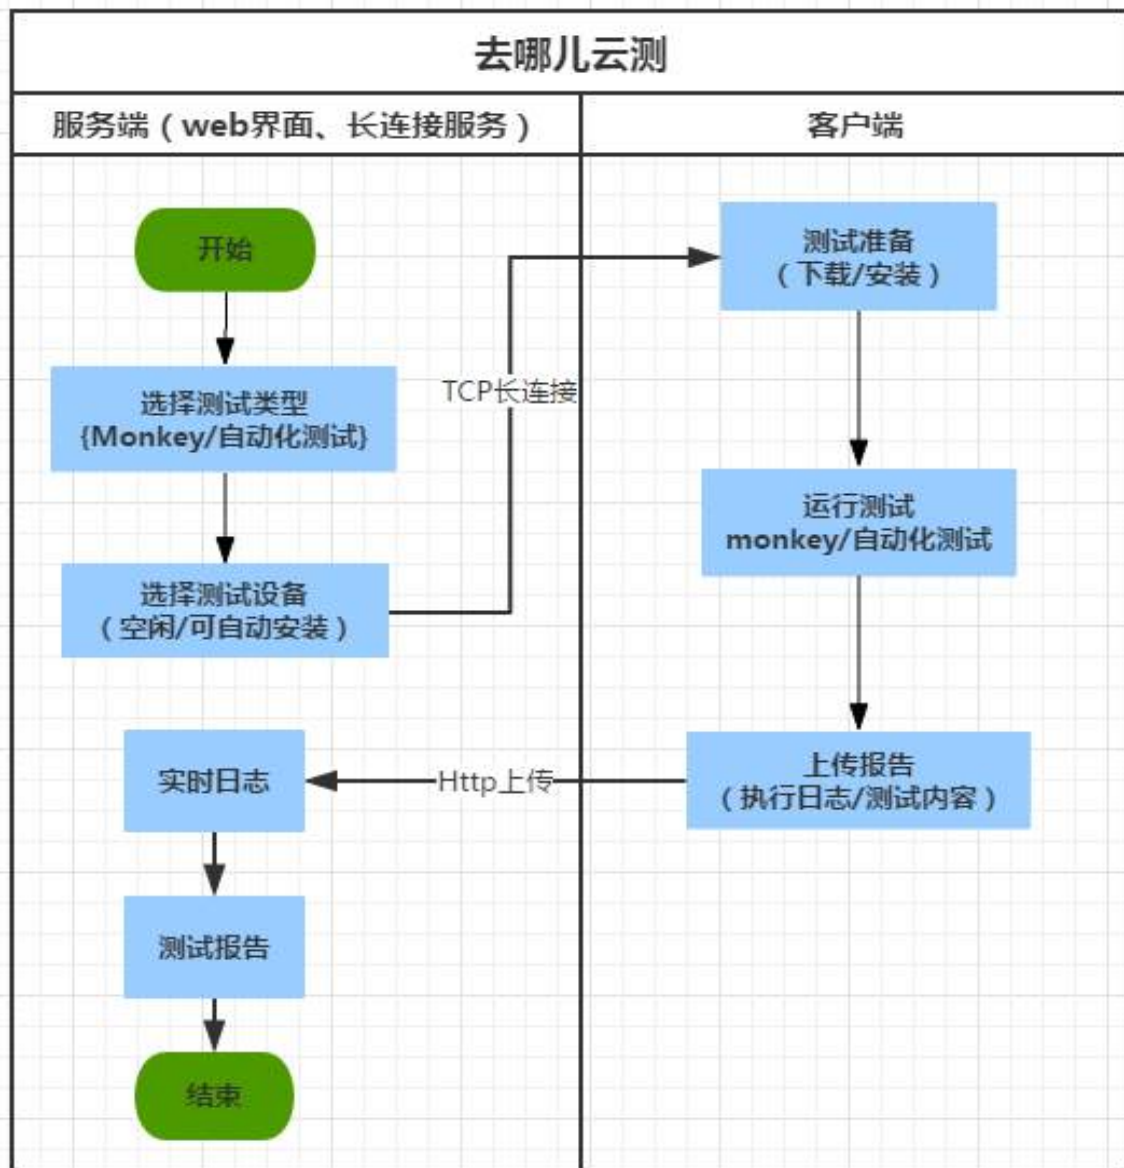 去哪儿云测
服务端（web界面、长连接服务）
客户端
开始
选择测试类型
{Monkey/自动化测试}
选择测试设备
（空闲/可自动安装）
TCP长连接
测试准备
（下载/安装）
运行测试
monkey/自动化测试
上传报告
（执行日志/测试内容）
Http上传
实时日志
测试报告
结束